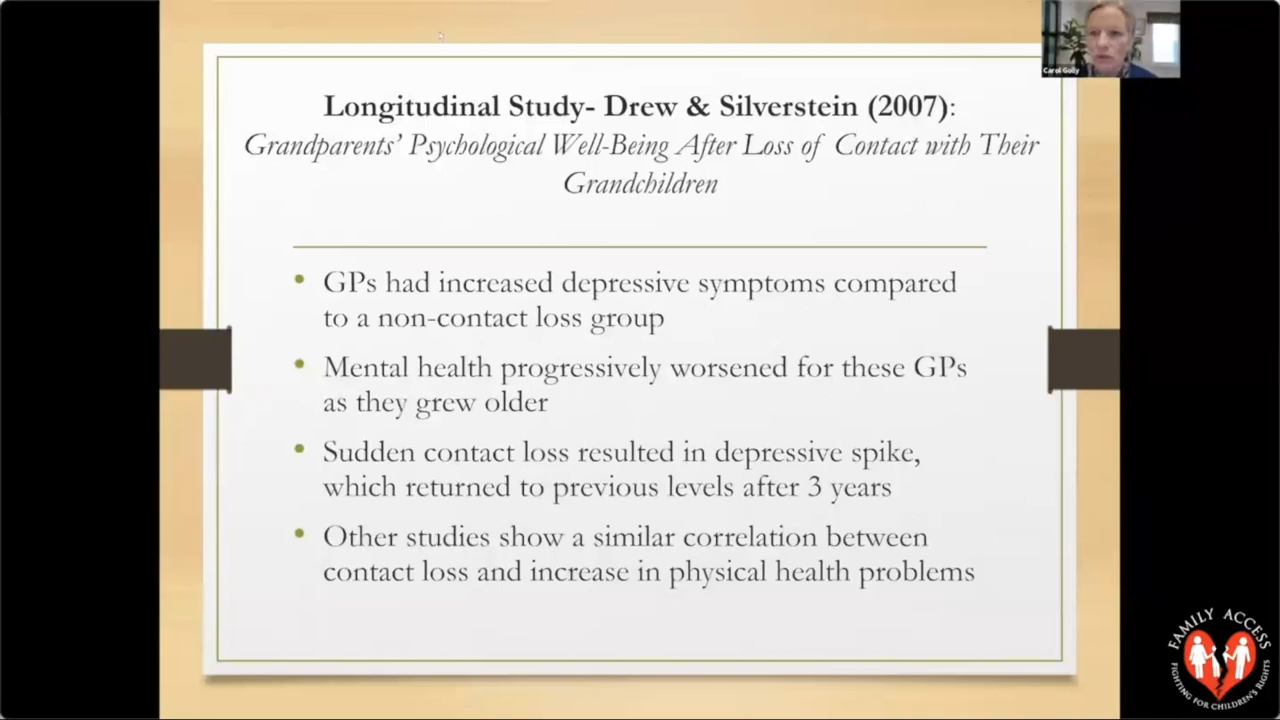 Carol Golly
Longitudinal Study- Drew & Silverstein (2007):
Grandparents' Psychological Well-Being After Loss of Contact with Their
Grandchildren
• GPs had increased depressive symptoms compared
to a non-contact loss group
• Mental health progressively worsened for these GPs
as they grew older
• Sudden contact loss resulted in depressive spike,
which returned to previous levels after 3 years
• Other studies show a similar correlation between
contact loss and increase in physical health problems
FAMILY ACCESS
FIGHTING FOR CHILDREN'S RIGHTS